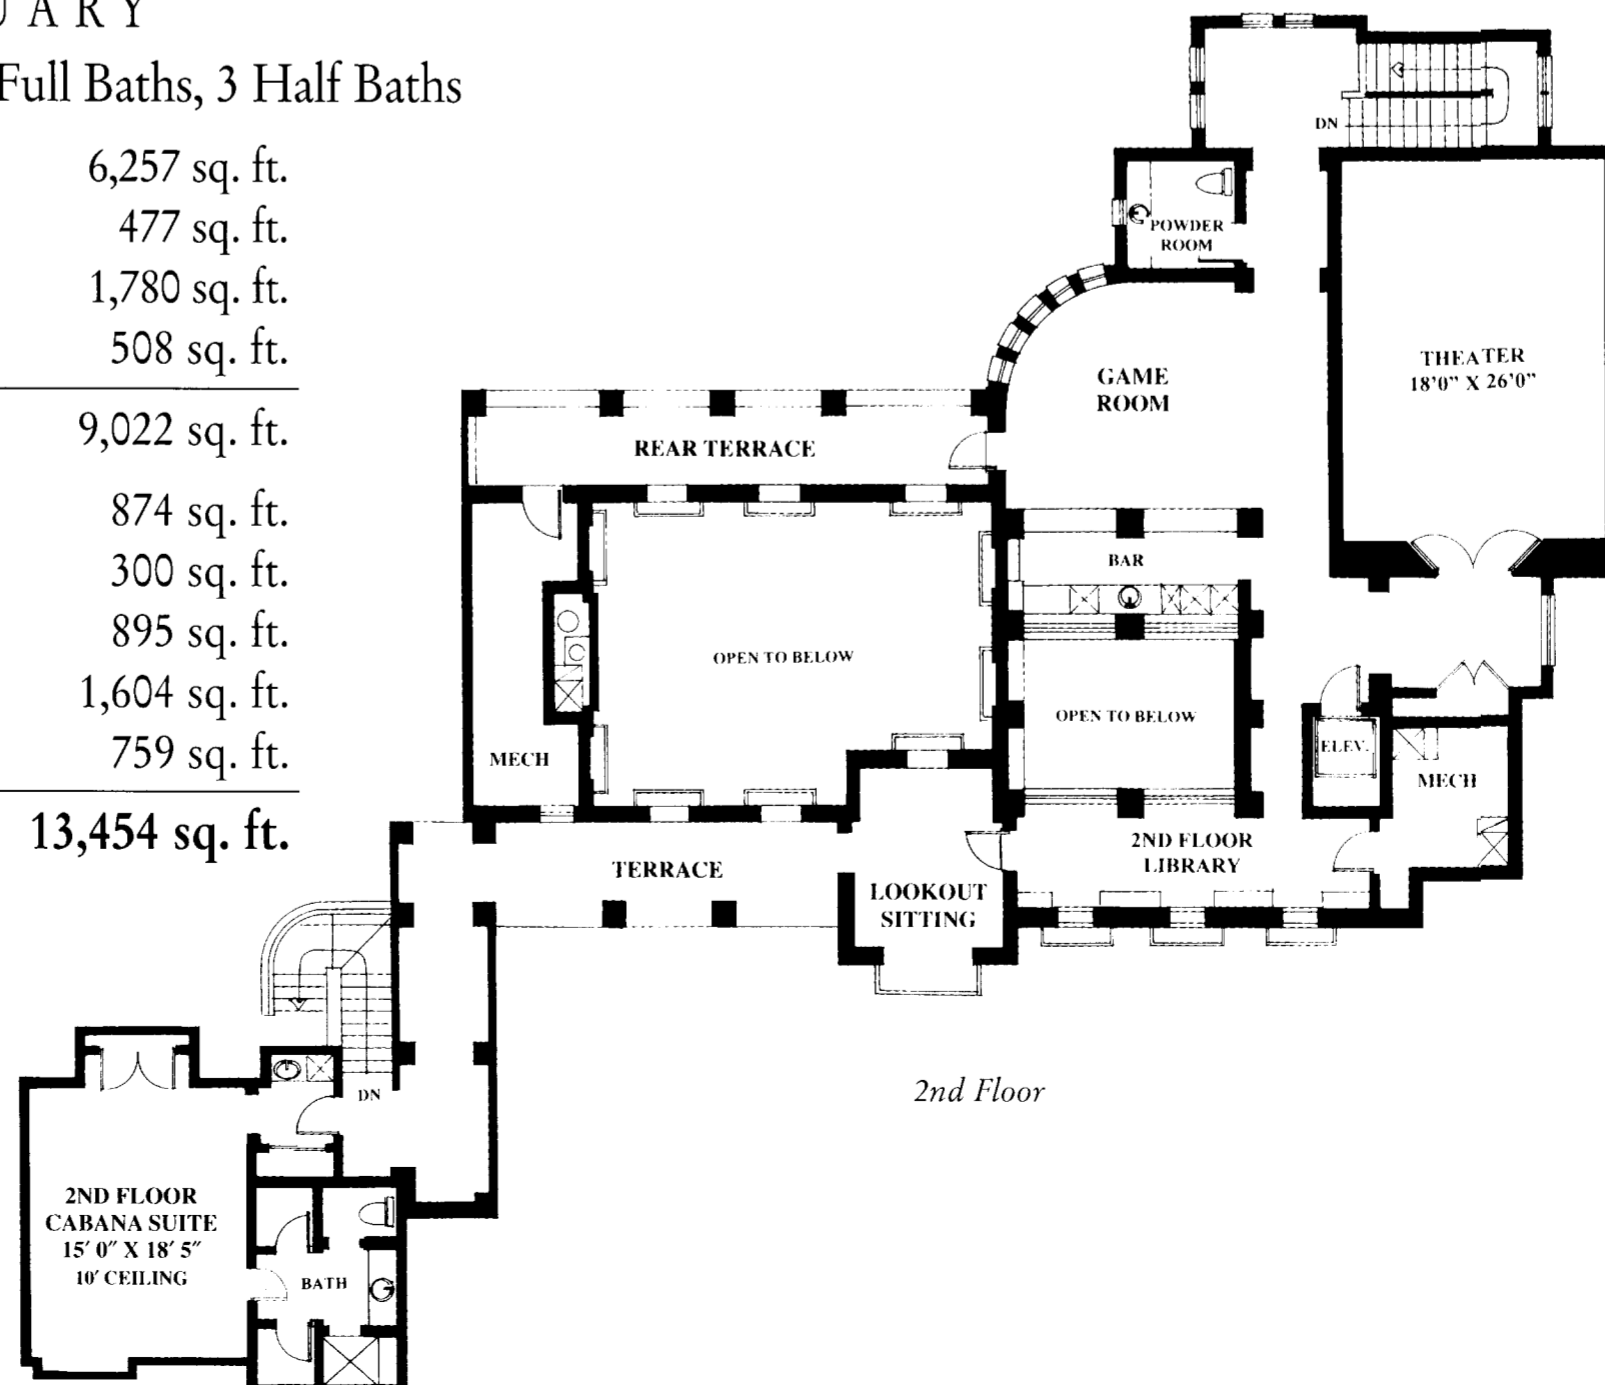 UARY
Full Baths, 3 Half Baths
6,257 sq. ft.
477 sq. ft.
1,780 sq. ft.
508 sq. ft.
9,022 sq. ft.
874 sq. ft.
300 sq. ft.
895 sq. ft.
1,604 sq. ft.
759 sq. ft.
13,454 sq. ft.
DN
POWDER
ROOM
THEATER
18'0" X 26'0"
GAME
ROOM
REAR TERRACE
BAR
OPEN TO BELOW
OPEN TO BELOW
MECH
ELEV.
MECH
2ND FLOOR
LIBRARY
TERRACE
LOOKOUT
SITTING
2nd Floor
DN
2ND FLOOR
CABANA SUITE
15' 0" X 18' 5"
10' CEILING
BATH